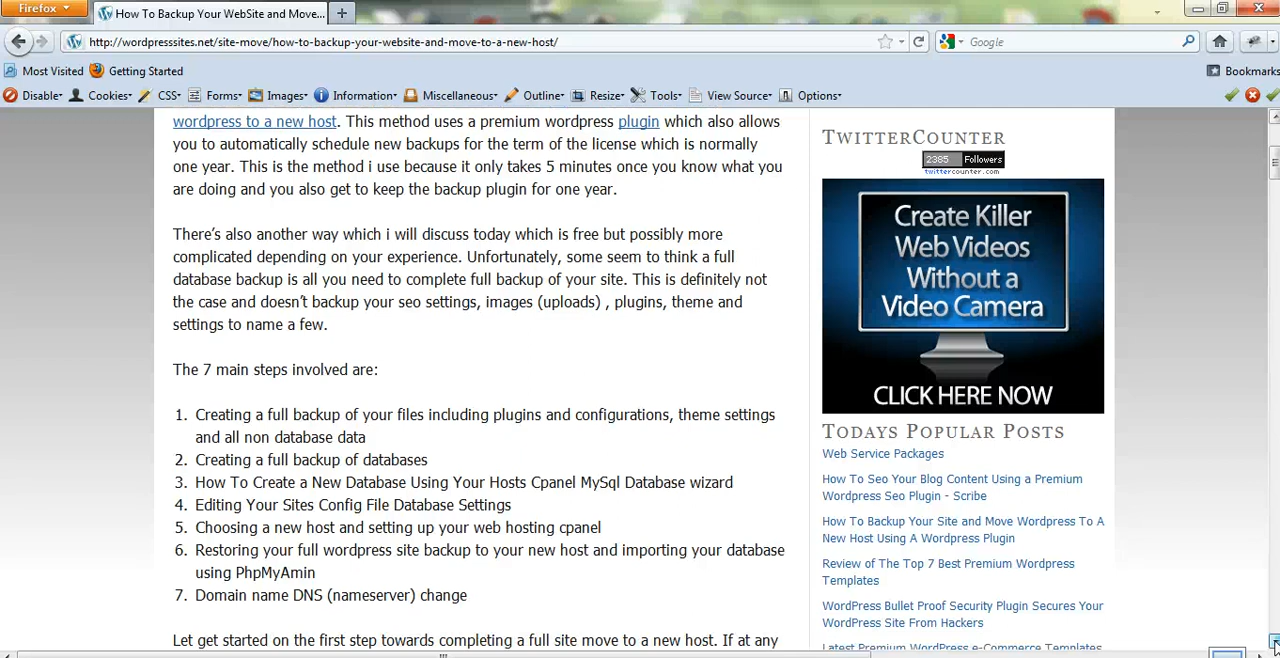 Firefox
How To Backup Your WebSite and Move...
http://wordpresssites.net/site-move/how-to-backup-your-website-and-move-to-a-new-host/
Google
Most Visited
Getting Started
Bookmarks
Disable
Cookies
CSS
Forms
Images
Information
Miscellaneous
Outline
Resize
Tools
View Source
Options
wordpress to a new host. This method uses a premium wordpress plugin which also allows
you to automatically schedule new backups for the term of the license which is normally
one year. This is the method i use because it only takes 5 minutes once you know what you
are doing and you also get to keep the backup plugin for one year.
There's also another way which i will discuss today which is free but possibly more
complicated depending on your experience. Unfortunately, some seem to think a full
database backup is all you need to complete full backup of your site. This is definitely not
the case and doesn't backup your seo settings, images (uploads) , plugins, theme and
settings to name a few.
The 7 main steps involved are:
1. Creating a full backup of your files including plugins and configurations, theme settings
and all non database data
2. Creating a full backup of databases
3. How To Create a New Database Using Your Hosts Cpanel MySql Database wizard
4. Editing Your Sites Config File Database Settings
5. Choosing a new host and setting up your web hosting cpanel
6. Restoring your full wordpress site backup to your new host and importing your database
using PhpMyAmin
7. Domain name DNS (nameserver) change
Let get started on the first step towards completing a full site move to a new host. If at any
TwitterCounter
2385 Followers
twittercounter.com
Create Killer
Web Videos
Without a
Video Camera
CLICK HERE NOW
Todays Popular Posts
Web Service Packages
How To Seo Your Blog Content Using a Premium
Wordpress Seo Plugin - Scribe
How To Backup Your Site and Move Wordpress To A
New Host Using A Wordpress Plugin
Review of The Top 7 Best Premium Wordpress
Templates
WordPress Bullet Proof Security Plugin Secures Your
WordPress Site From Hackers
Latest Premium WordPress e-Commerce Templates